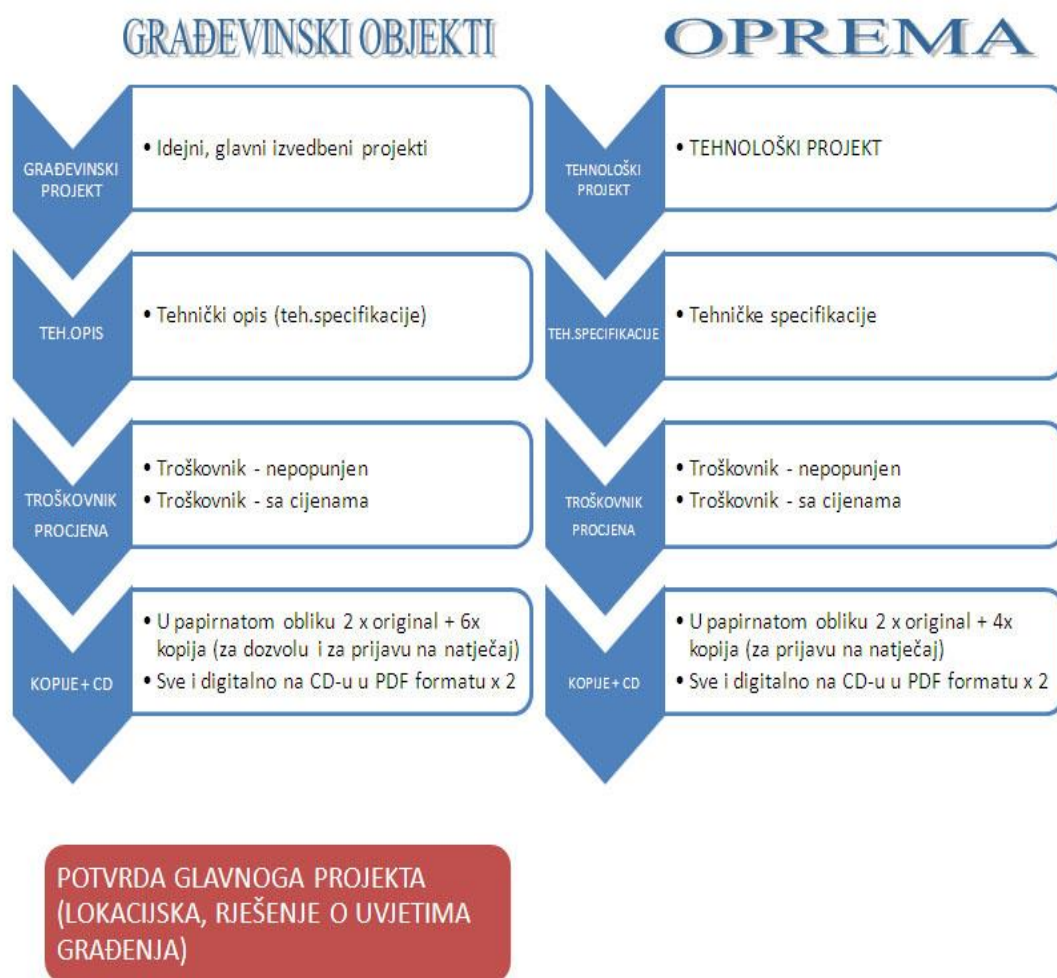 GRAĐEVINSKI OBJEKTI
GRAĐEVINSKI
PROJEKT
• Idejni, glavni izvedbeni projekti
TEH.OPIS
• Tehnički opis (teh.specifikacije)
TROŠKOVNIK
PROCJENA
• Troškovnik - nepopunjen
• Troškovnik - sa cijenama
KOPIJE + CD
• U papirnatom obliku 2 x original + 6x
kopija (za dozvolu i za prijavu na natječaj)
• Sve i digitalno na CD-u u PDF formatu x 2
OPREMA
TEHNOLOŠKI
PROJEKT
• TEHNOLOŠKI PROJEKT
TEH.SPECIFIKACIJE
• Tehničke specifikacije
TROŠKOVNIK
PROCJENA
• Troškovnik - nepopunjen
• Troškovnik - sa cijenama
KOPIJE + CD
• U papirnatom obliku 2 x original + 4x
kopija (za prijavu na natječaj)
• Sve i digitalno na CD-u u PDF formatu x 2
POTVRDA GLAVNOGA PROJEKTA
(LOKACIJSKA, RJEŠENJE O UVJETIMA
GRAĐENJA)